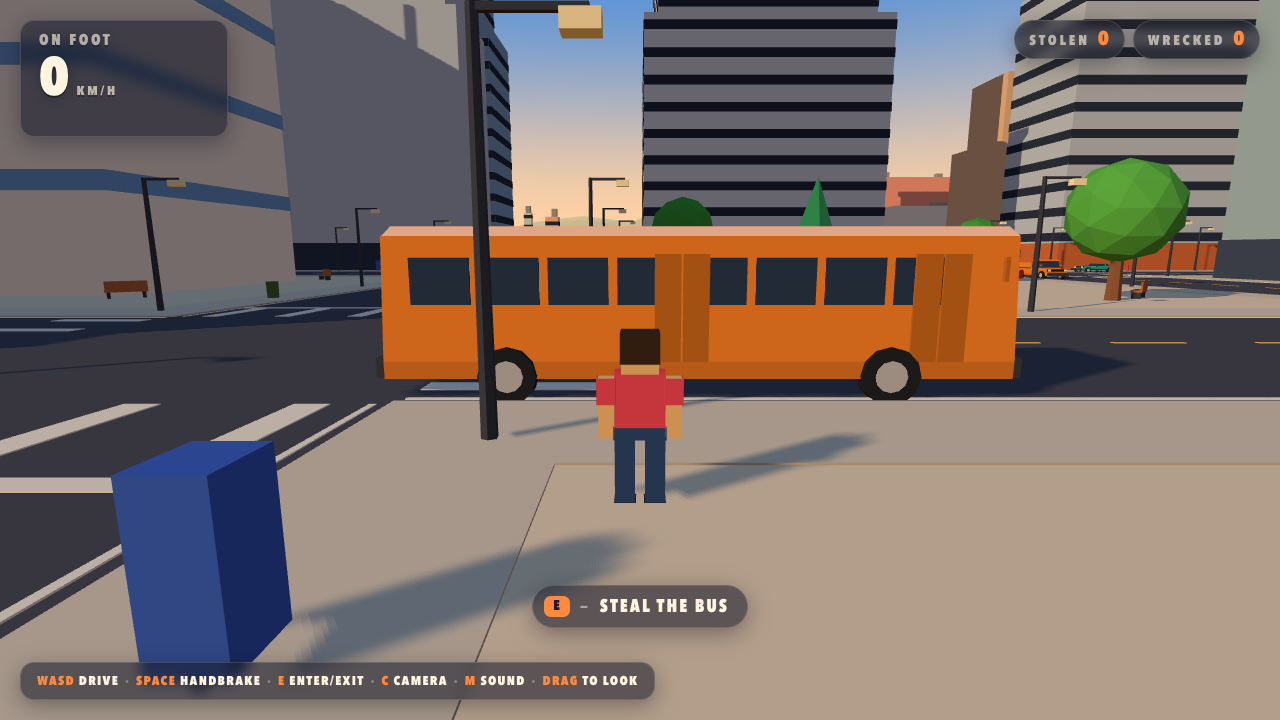 ON FOOT
0 KM/H
STOLEN 0
WRECKED 0
E – STEAL THE BUS
WASD DRIVE · SPACE HANDBRAKE · E ENTER/EXIT · C CAMERA · M SOUND · DRAG TO LOOK